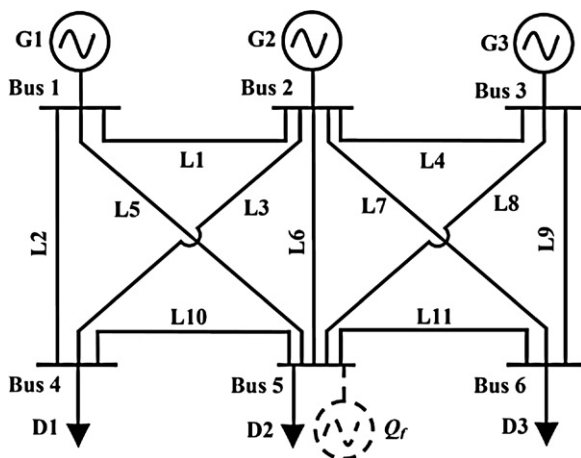 G1 G2 G3
Bus 1 Bus 2 Bus 3
L1 L4
L5 L3 L7 L8
L2 L6 L9
L10 L11
Bus 4 Bus 5 Bus 6
D1 D2 Qf D3